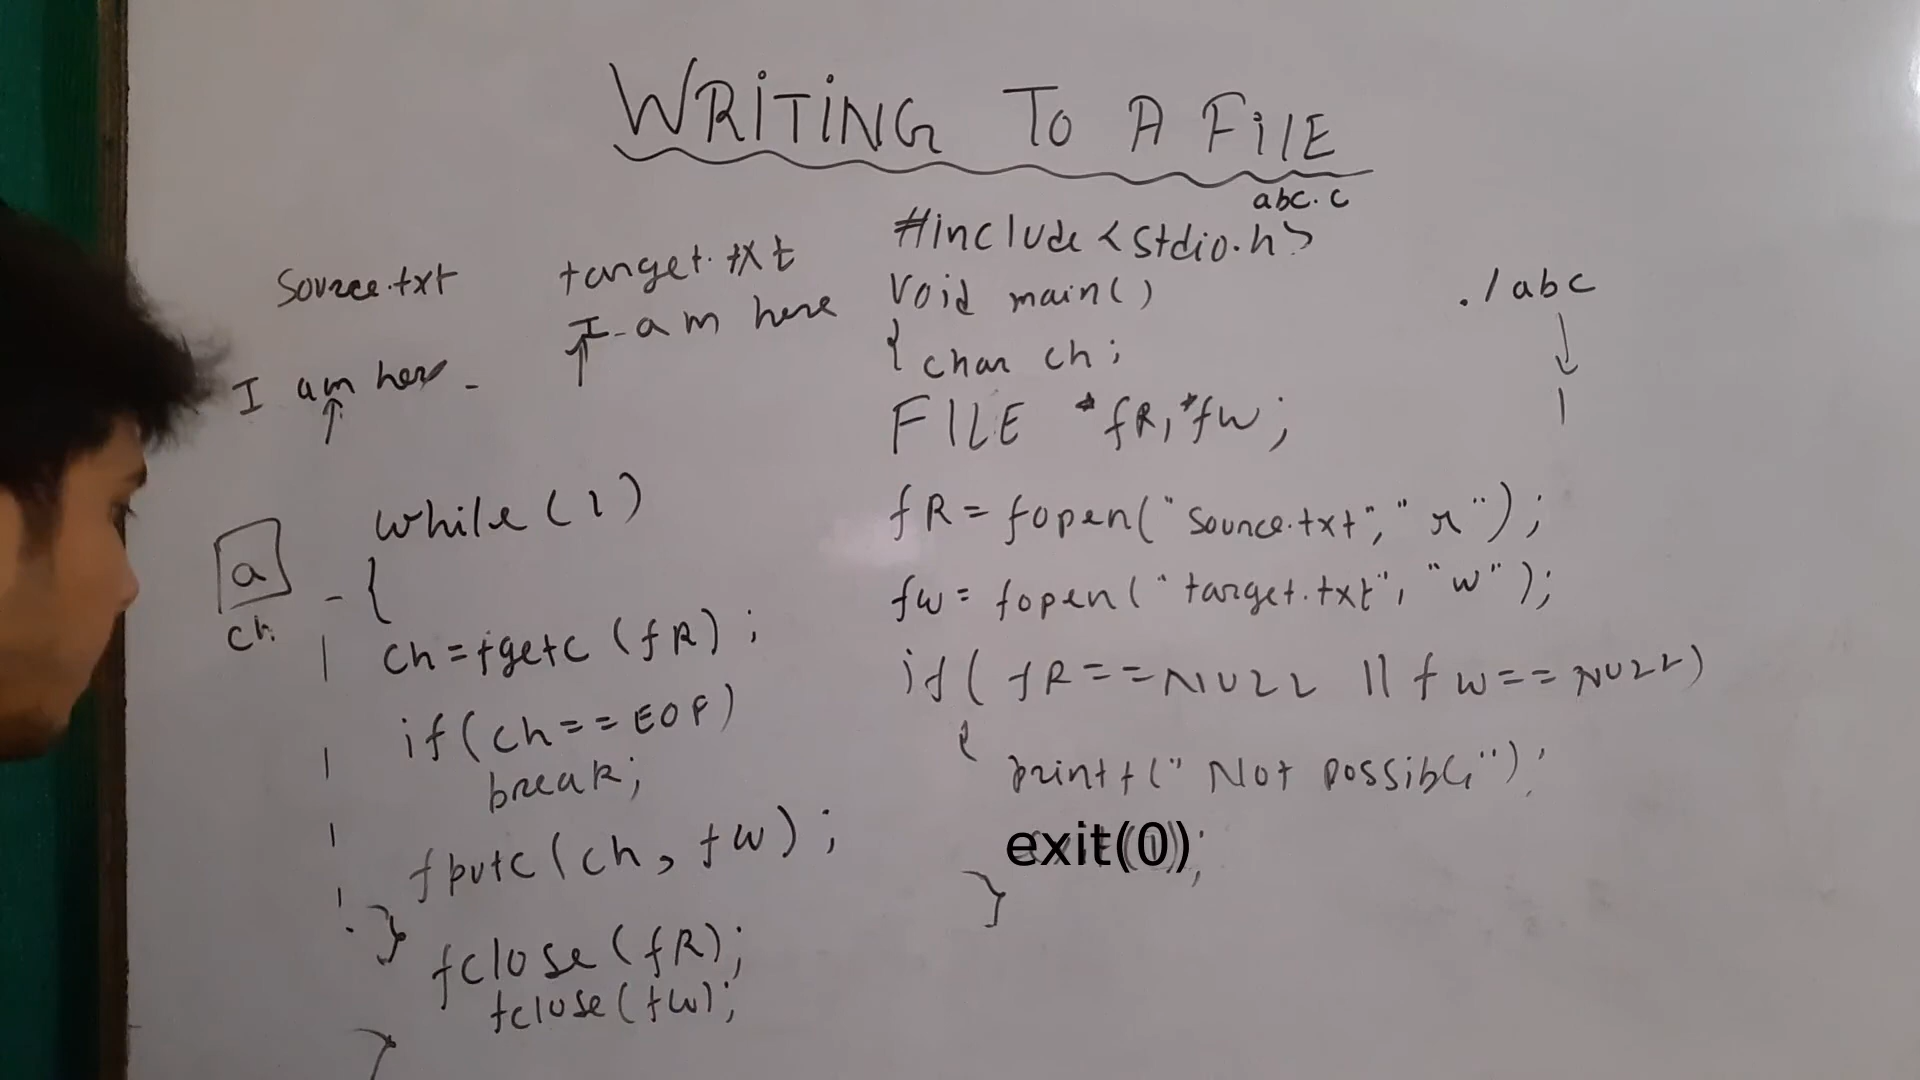 WRITING TO A FILE
abc.c
#include <stdio.h>
void main()
{ char ch;
FILE *fR,*fw;
fR = fopen("source.txt", "r");
fw = fopen("target.txt", "w");
if( fR==NULL || fw==NULL)
{
printf(" Not possible");
exit(0);
}
./abc
Source.txt
target.txt
I am here
I am here
while(1)
{
ch=fgetc (fR) ;
if(ch==EOF)
break;
fputc(ch, fw) ;
}
fclose(fR);
fclose(fw);
}
a
ch